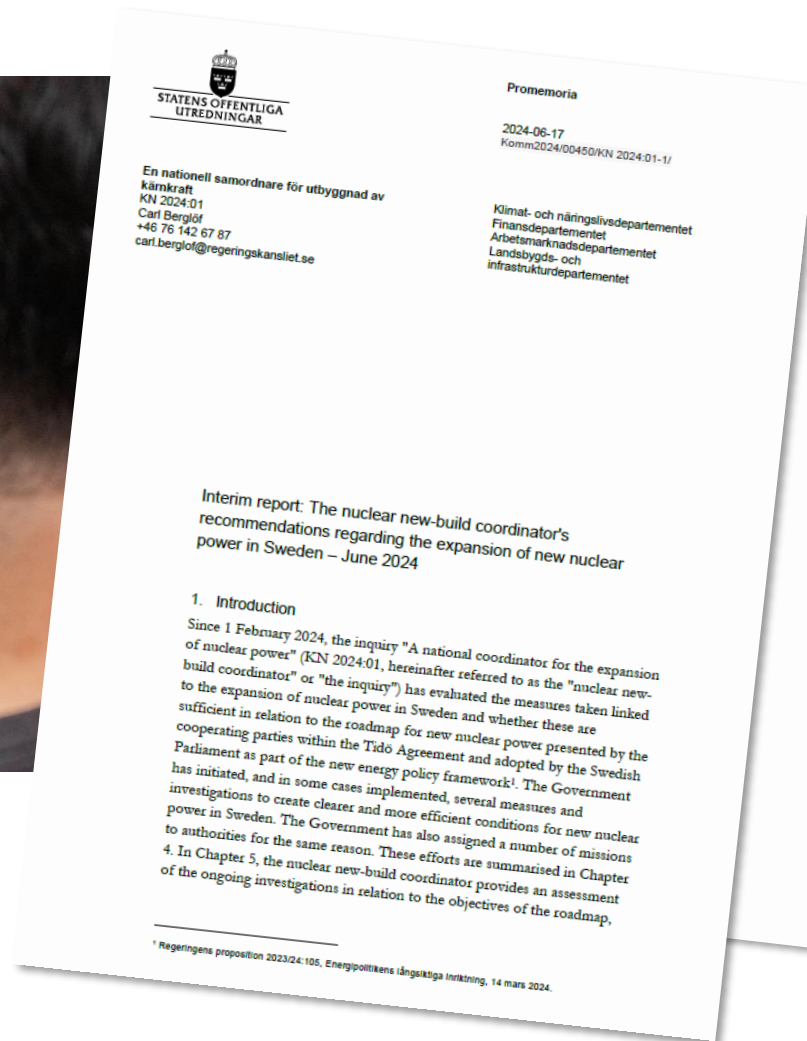 STATENS OFFENTLIGA
UTREDNINGAR
Promemoria
2024-06-17
Komm2024/00450/KN 2024:01-1/
En nationell samordnare för utbyggnad av
kärnkraft
KN 2024:01
Carl Berglöf
+46 76 142 67 87
carl.berglof@regeringskansliet.se
Klimat- och näringslivsdepartementet
Finansdepartementet
Arbetsmarknadsdepartementet
Landsbygds- och
infrastrukturdepartementet
Interim report: The nuclear new-build coordinator's
recommendations regarding the expansion of new nuclear
power in Sweden – June 2024
1. Introduction
Since 1 February 2024, the inquiry "A national coordinator for the expansion
of nuclear power" (KN 2024:01, hereinafter referred to as the "nuclear new-
build coordinator" or "the inquiry") has evaluated the measures taken linked
to the expansion of nuclear power in Sweden and whether these are
sufficient in relation to the roadmap for new nuclear power presented by the
cooperating parties within the Tidö Agreement and adopted by the Swedish
Parliament as part of the new energy policy framework¹. The Government
has initiated, and in some cases implemented, several measures and
investigations to create clearer and more efficient conditions for new nuclear
power in Sweden. The Government has also assigned a number of missions
to authorities for the same reason. These efforts are summarised in Chapter
4. In Chapter 5, the nuclear new-build coordinator provides an assessment
of the ongoing investigations in relation to the objectives of the roadmap,
¹ Regeringens proposition 2023/24:105, Energipolitikens långsiktiga inriktning, 14 mars 2024.